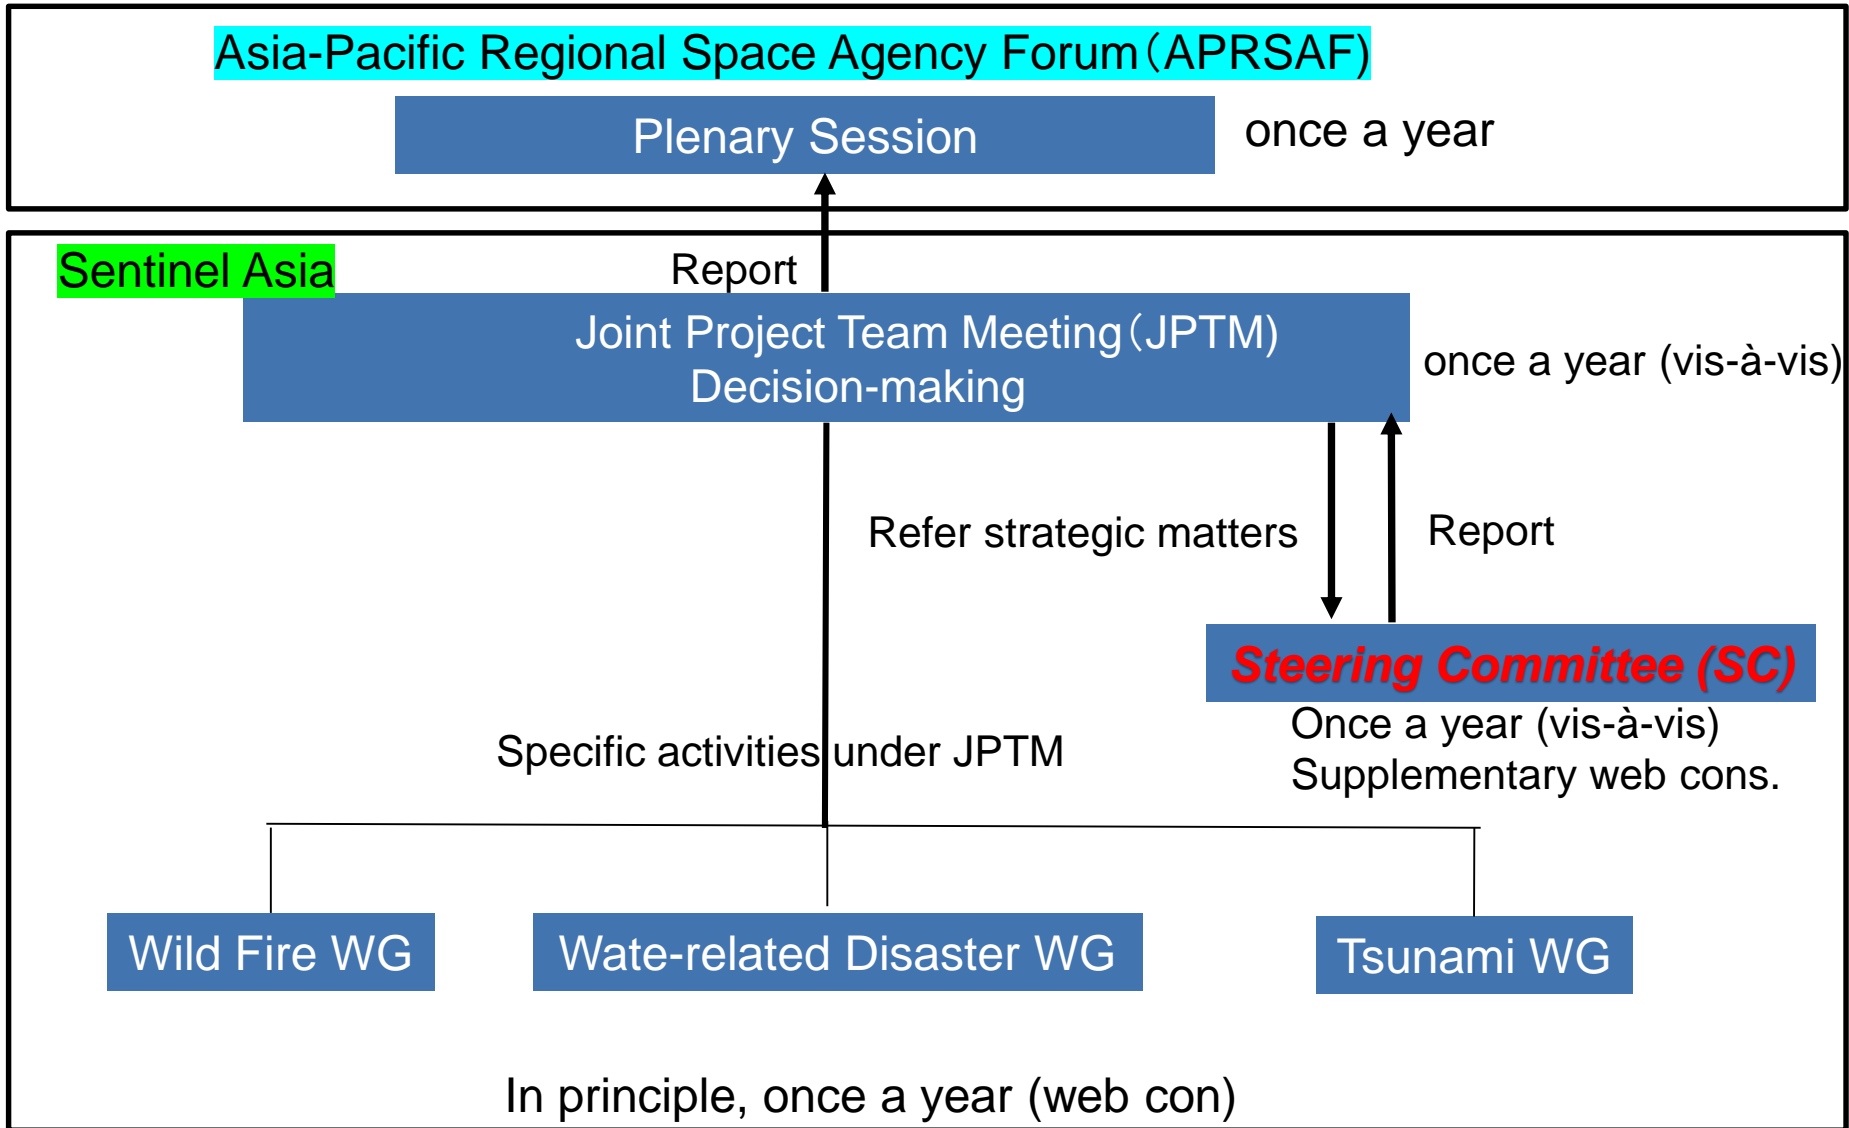 Asia-Pacific Regional Space Agency Forum（APRSAF)
Plenary Session
once a year
Sentinel Asia
Report
Joint Project Team Meeting（JPTM)
Decision-making
once a year (vis-à-vis)
Refer strategic matters
Report
Steering Committee (SC)
Once a year (vis-à-vis)
Supplementary web cons.
Specific activities under JPTM
Wild Fire WG
Wate-related Disaster WG
Tsunami WG
In principle, once a year (web con)